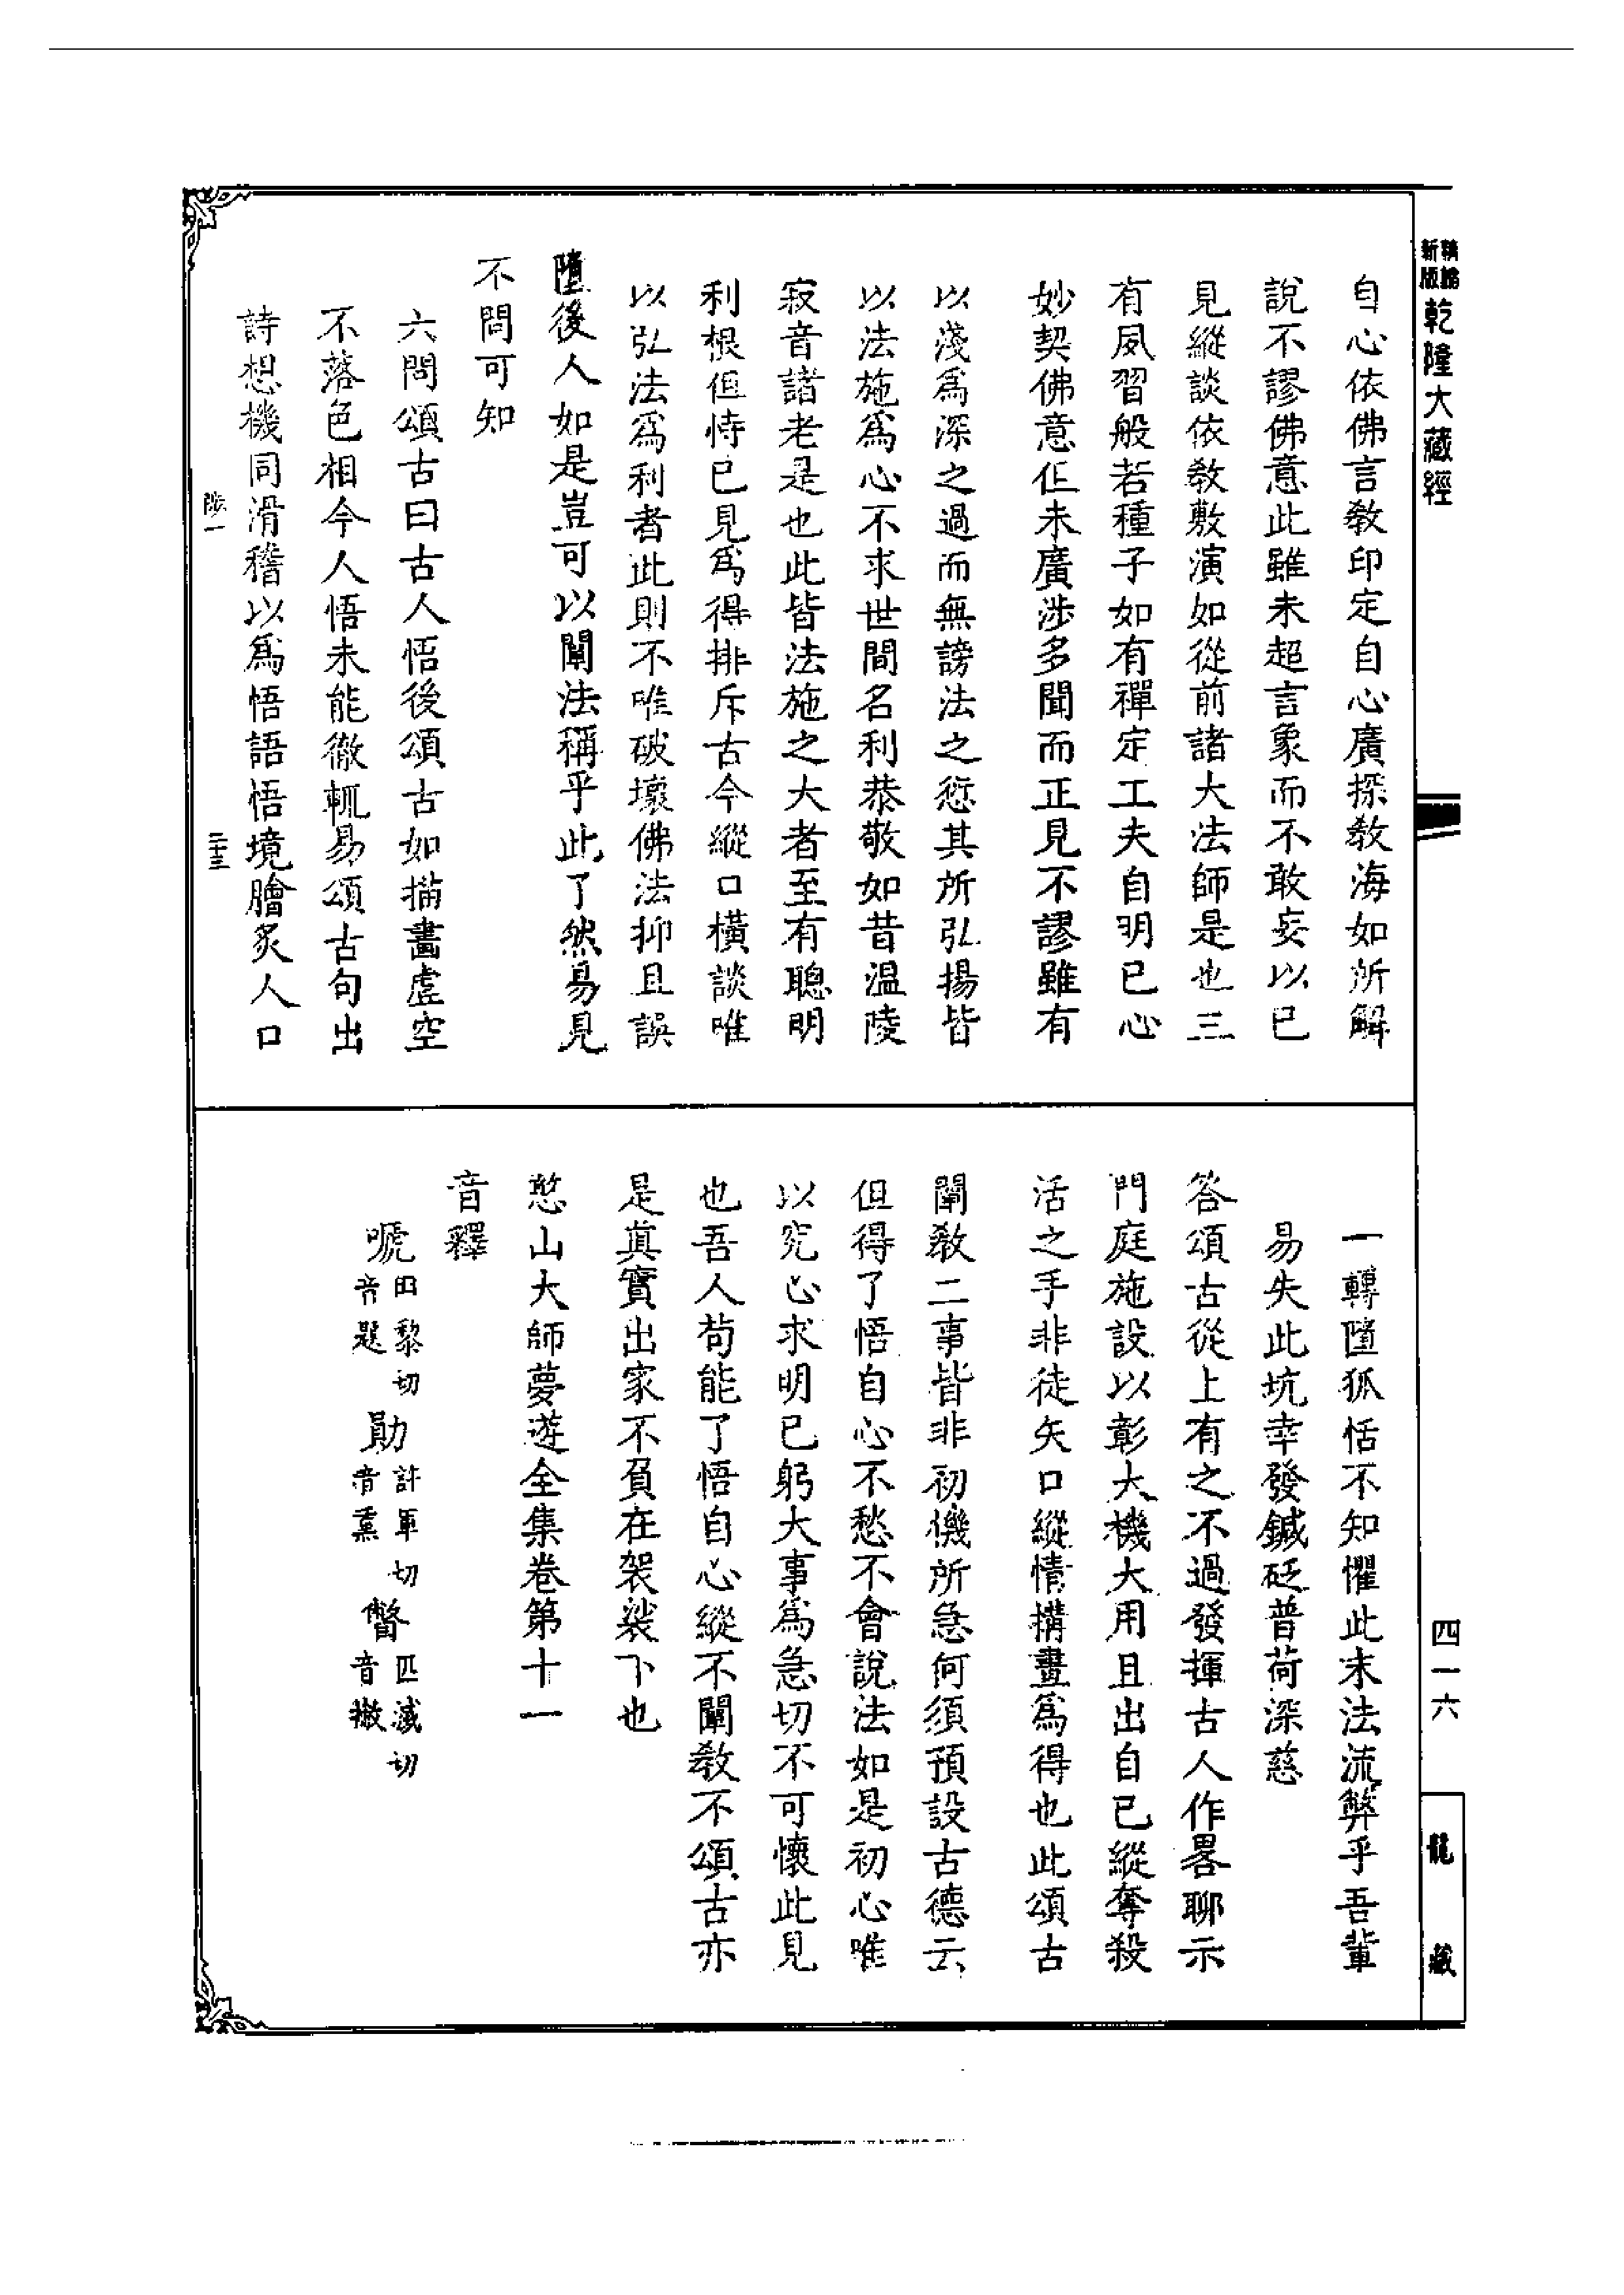 新版
精縮
乾隆大藏經
自心依佛言教印定自心廣探教海如所解
說不謬佛意此雖未超言象而不敢妄以已
見縱談依教敷演如從前諸大法師是也三
有夙習般若種子如有禪定工夫自明已心
妙契佛意但未廣涉多聞而正見不謬雖有
以淺爲深之過而無謗法之愆其所弘揚皆
以法施爲心不求世間名利恭敬如昔溫陵
寂音諸老是也此皆法施之大者至有聰明
利根但恃已見爲得排斥古今縱口橫談唯
以弘法爲利者此則不唯破壞佛法抑且誤
墮後人如是豈可以闡法稱乎此了然易見
不問可知
六問頌古曰古人悟後頌古如描畫虛空
不落色相今人悟未能徹輒易頌古句出
詩想機同滑稽以爲悟語悟境膾炙人口
二十三
一轉墮狐恬不知懼此末法流弊乎吾輩
易失此坑幸發鍼砭普荷深慈
答頌古從上有之不過發揮古人作畧聊示
門庭施設以彰大機大用且出自已縱奪殺
活之手非徒矢口縱情搆畫爲得也此頌古
闡教二事皆非初機所急何須預設古德云
但得了悟自心不愁不會說法如是初心唯
以究心求明已躬大事爲急切不可懷此見
也吾人苟能了悟自心縱不闡教不頌古亦
是真實出家不負在袈裟下也
憨山大師夢遊全集卷第十一
音釋
嗁田黎切音題 勛許軍切音熏 瞥匹滅切音撇
四一六
龍藏